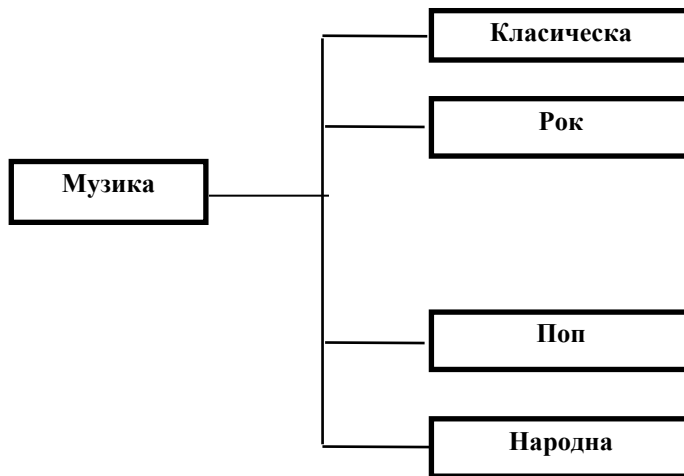 Класическа
Рок
Музика
Поп
Народна